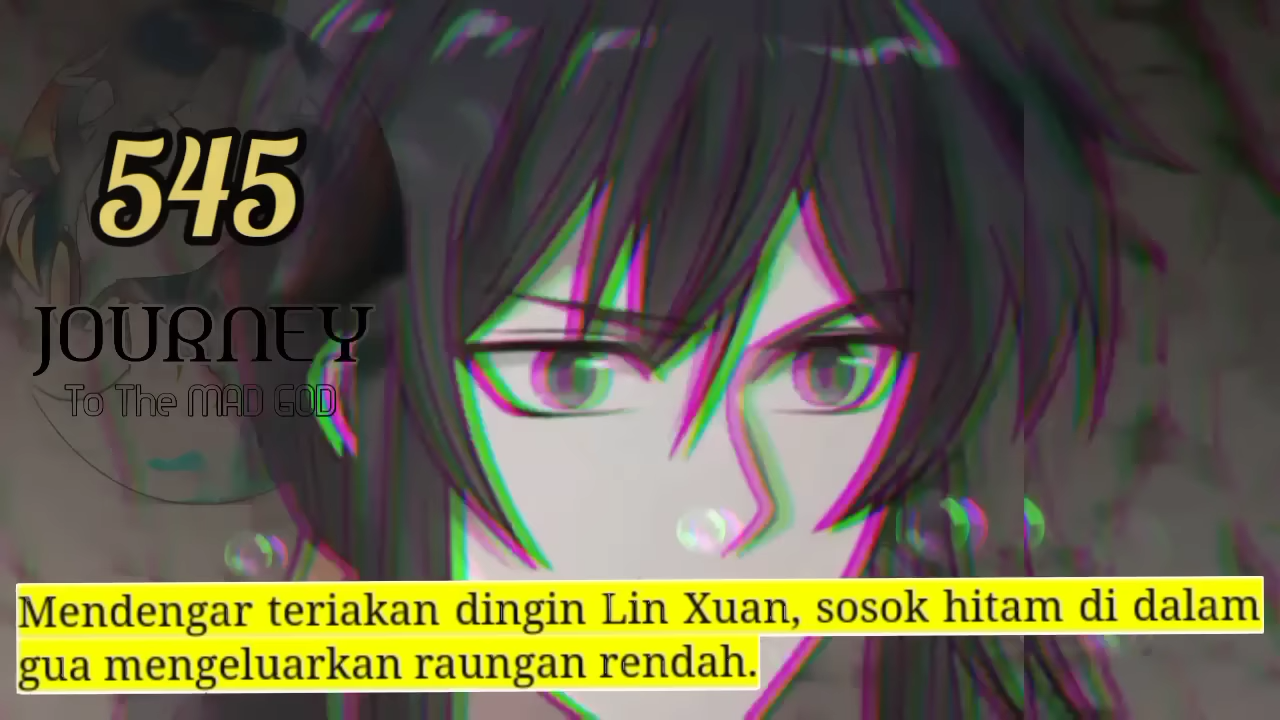 545
JOURNEY
To The MAD GOD
Mendengar teriakan dingin Lin Xuan, sosok hitam di dalam
gua mengeluarkan raungan rendah.